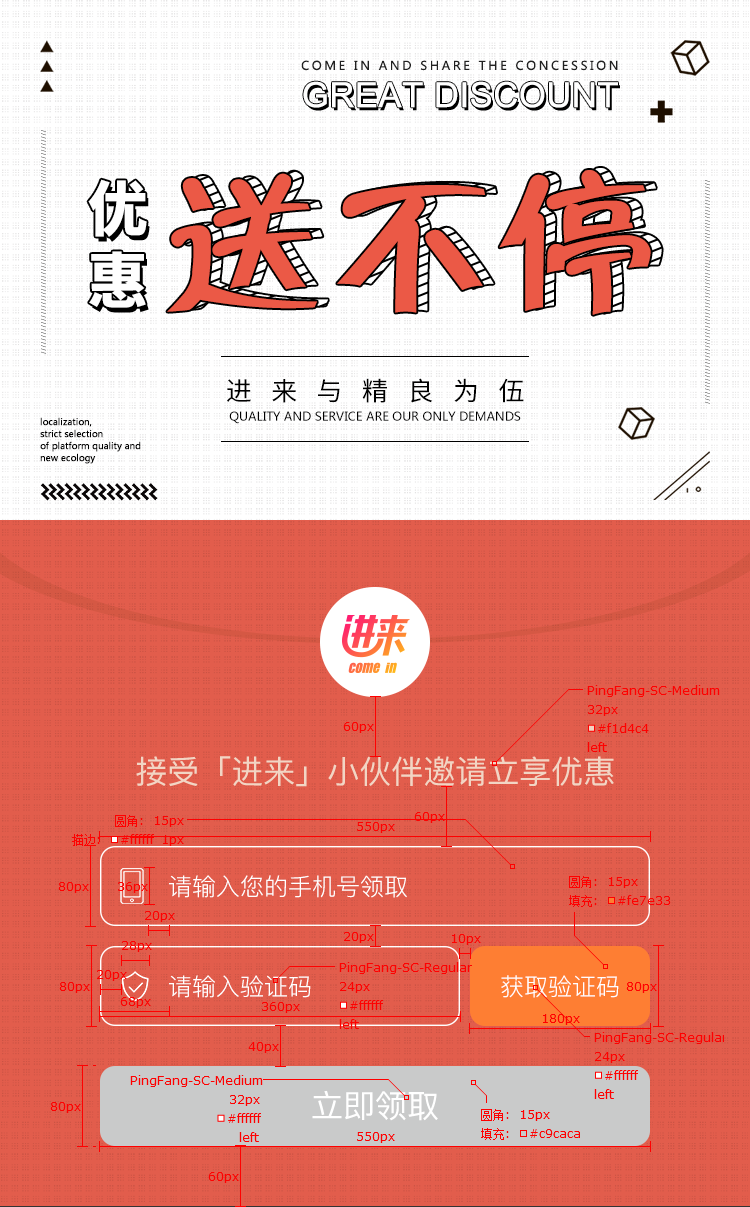 COME IN AND SHARE THE CONCESSION
GREAT DISCOUNT
优惠
送不停
进来与精良为伍
QUALITY AND SERVICE ARE OUR ONLY DEMANDS
localization,
strict selection
of platform quality and
new ecology
进来
come in
PingFang-SC-Medium
32px
#f1d4c4
left
60px
接受「进来」小伙伴邀请立享优惠
圆角: 15px
描边: #ffffff 1px
60px
550px
80px
36px
请输入您的手机号领取
圆角: 15px
填充: #fe7e33
20px
20px
10px
28px
20px
80px
68px
请输入验证码
PingFang-SC-Regular
24px
#ffffff
left
360px
获取验证码
80px
180px
PingFang-SC-Regular
24px
#ffffff
left
40px
80px
PingFang-SC-Medium
32px
#ffffff
left
立即领取
圆角: 15px
填充: #c9caca
550px
60px